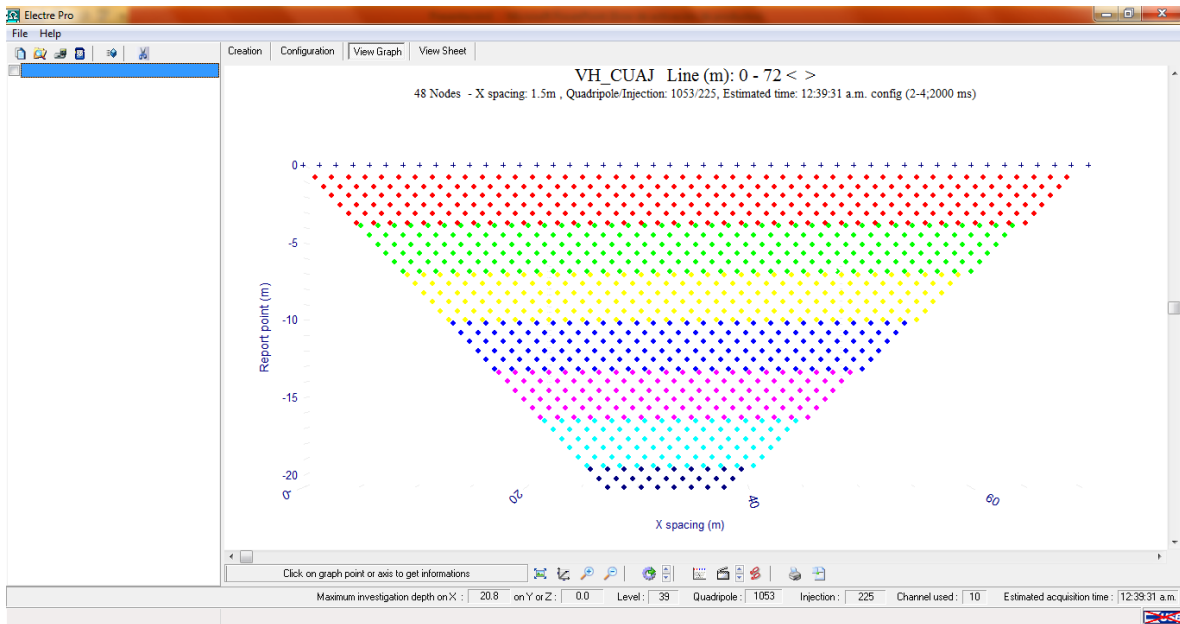 Electre Pro
File Help
Creation Configuration View Graph View Sheet
VH_CUAJ Line (m): 0 - 72 < >
48 Nodes - X spacing: 1.5m , Quadripole/Injection: 1053/225, Estimated time: 12:39:31 a.m. config (2-4;2000 ms)
0
-5
-10
-15
-20
Report point (m)
0 20 40 60
X spacing (m)
Click on graph point or axis to get informations
Maximum investigation depth on X : 20.8 on Y or Z : 0.0 Level : 39 Quadripole : 1053 Injection : 225 Channel used : 10 Estimated acquisition time : 12:39:31 a.m.